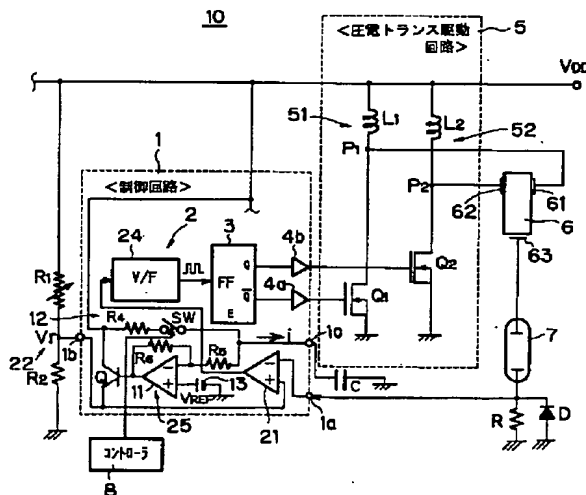 10
<圧電トランス駆動
回路>
5
VDD
51
L1
L2
52
P1
1
<制御回路>
P2
62
61
6
63
24
2
3
4b
V/F
FF
Q
Q̄
E
4a
Q2
Q1
R1
12
R4
SW
i
1c
7
V
1b
R6
R5
22
R2
Q
11
13
C
VREF
25
21
1a
R
D
コントローラ
8